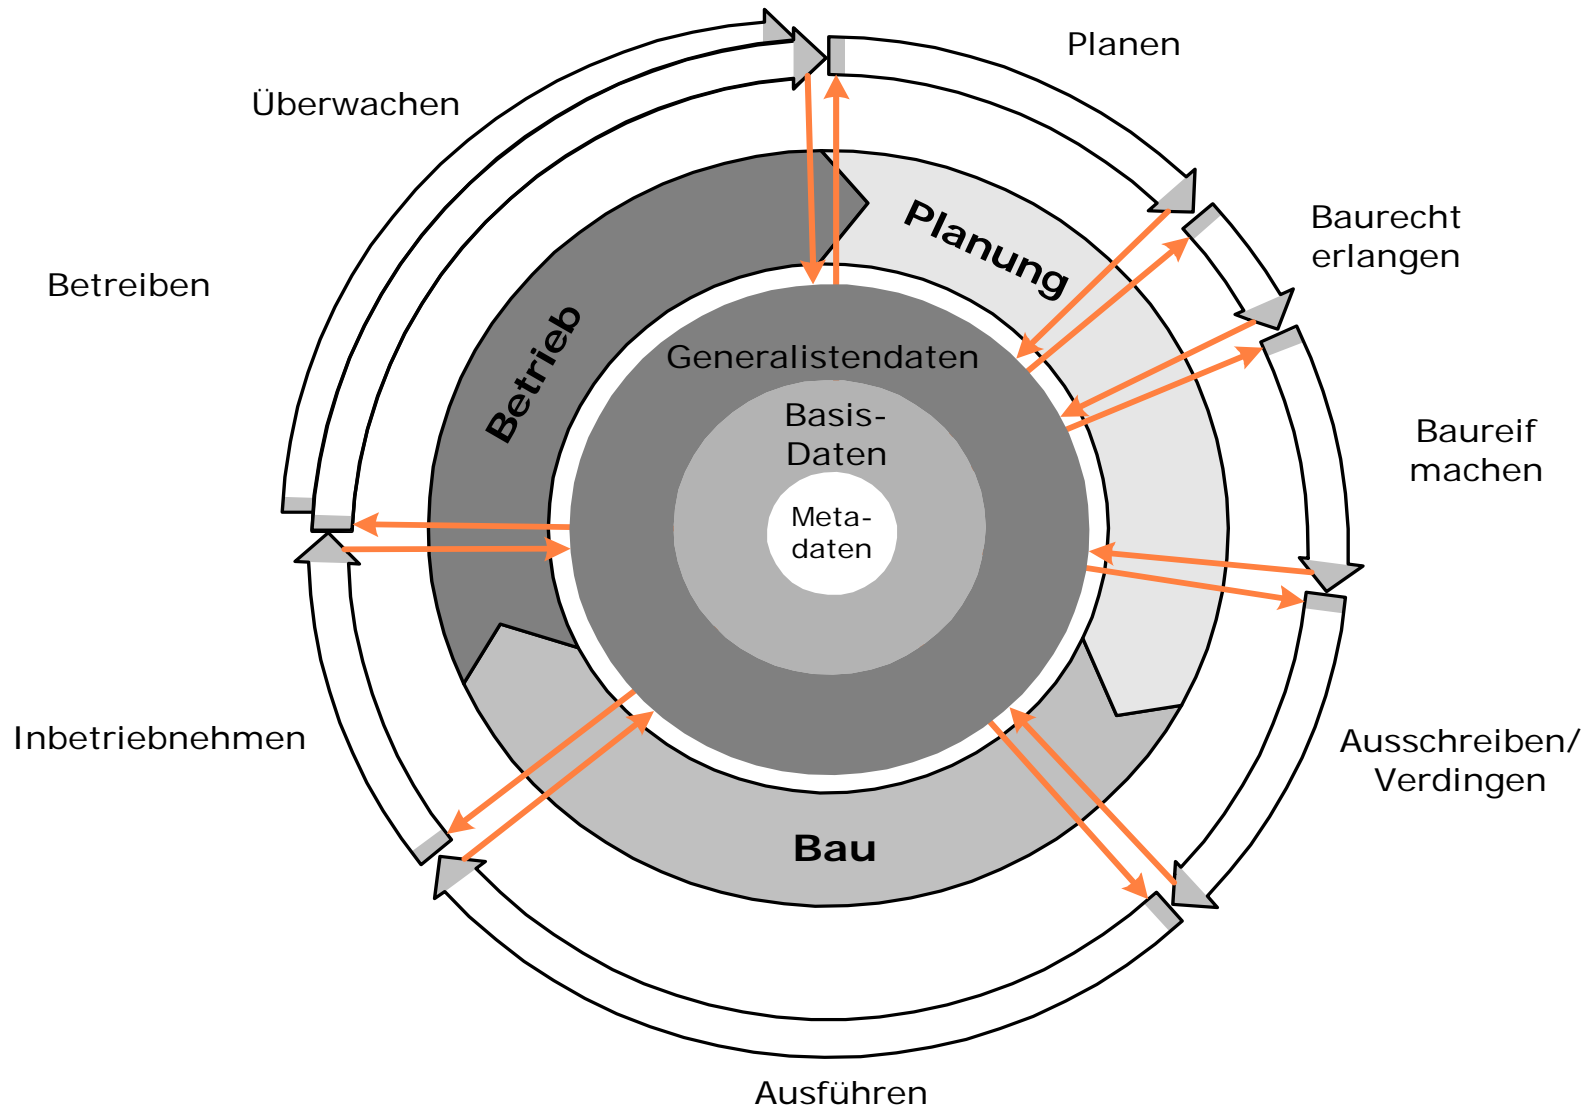 Planen
Überwachen
Baurecht
erlangen
Planung
Betreiben
Betrieb
Generalistendaten
Basis-
Daten
Baureif
machen
Meta-
daten
Inbetriebnehmen
Ausschreiben/
Verdingen
Bau
Ausführen